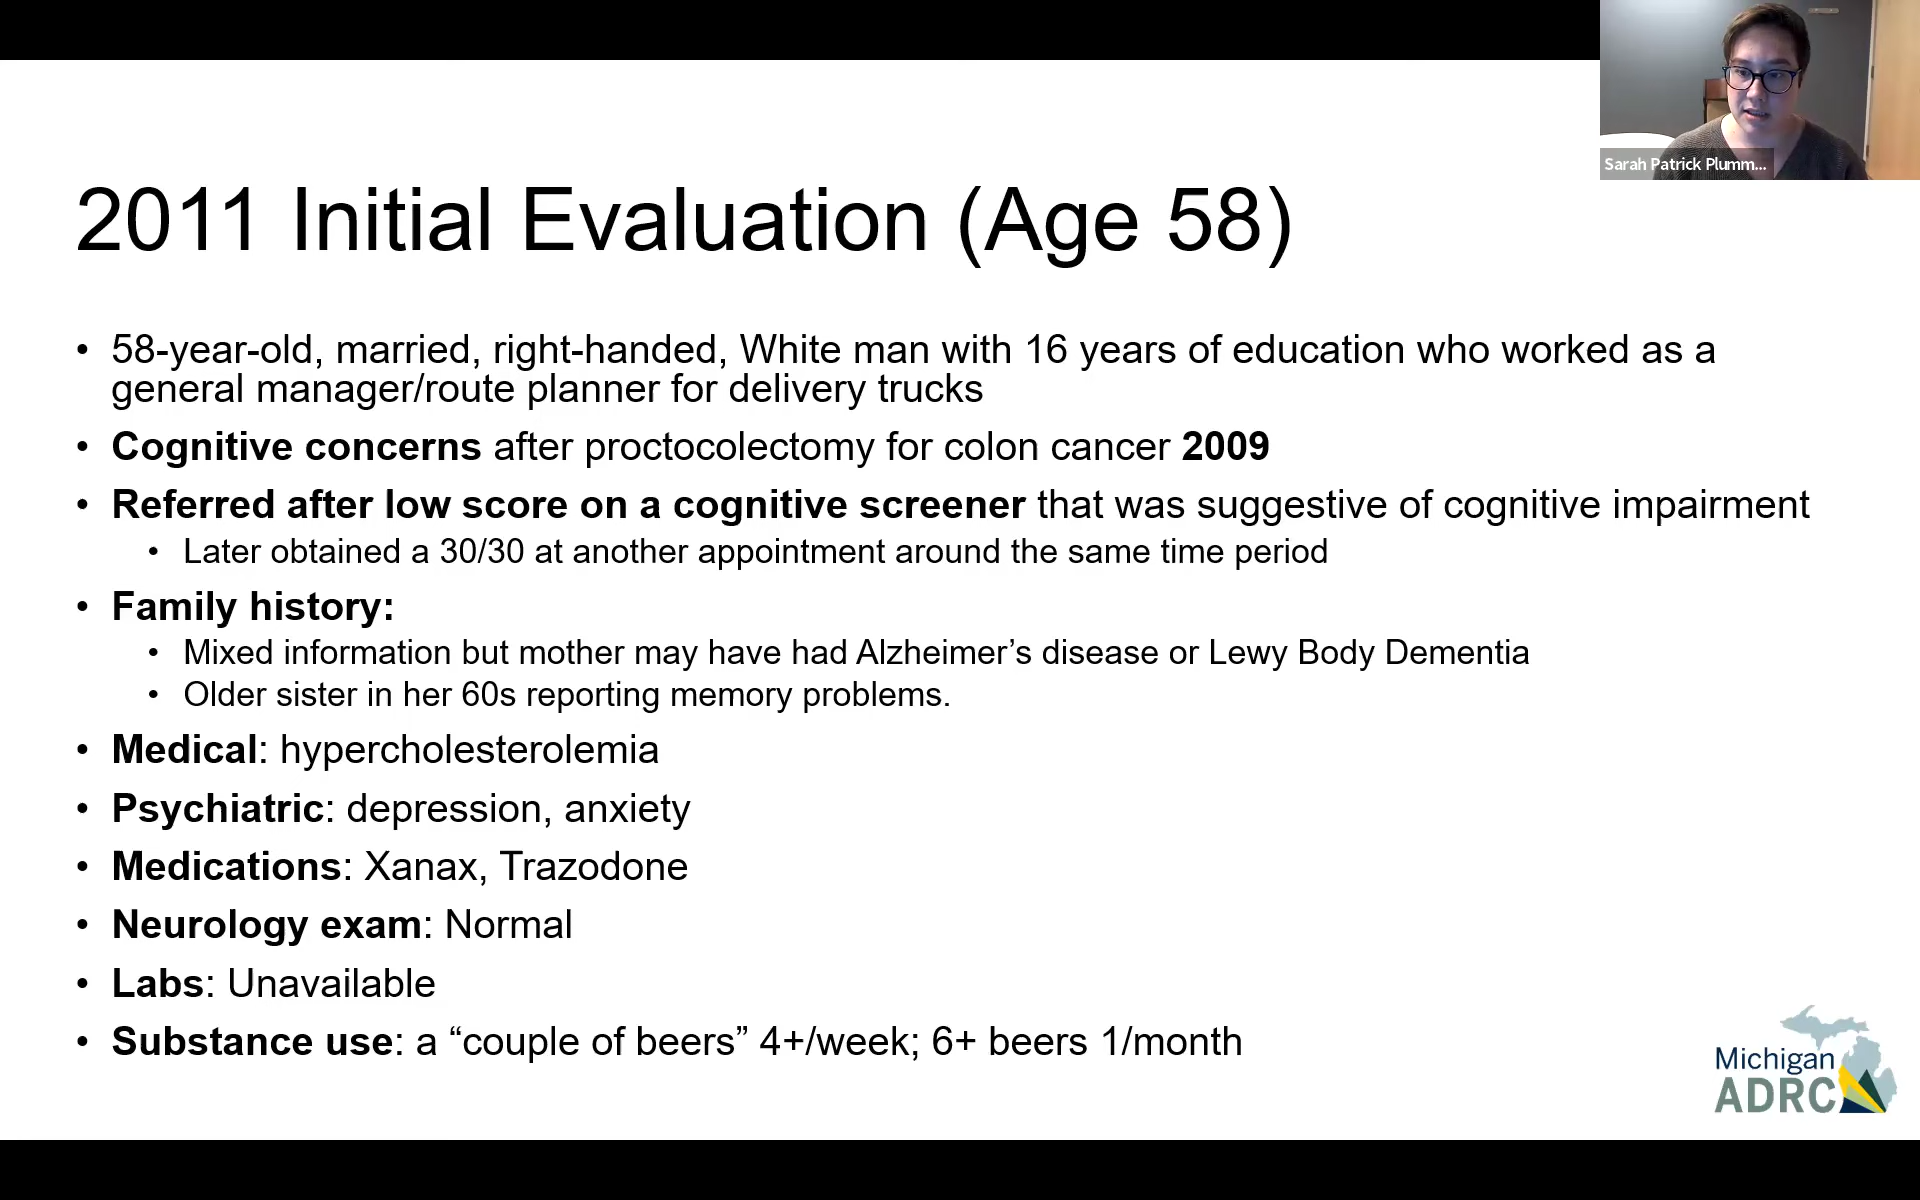 Sarah Patrick Plumm...
2011 Initial Evaluation (Age 58)
• 58-year-old, married, right-handed, White man with 16 years of education who worked as a
general manager/route planner for delivery trucks
• Cognitive concerns after proctocolectomy for colon cancer 2009
• Referred after low score on a cognitive screener that was suggestive of cognitive impairment
• Later obtained a 30/30 at another appointment around the same time period
• Family history:
• Mixed information but mother may have had Alzheimer’s disease or Lewy Body Dementia
• Older sister in her 60s reporting memory problems.
• Medical: hypercholesterolemia
• Psychiatric: depression, anxiety
• Medications: Xanax, Trazodone
• Neurology exam: Normal
• Labs: Unavailable
• Substance use: a “couple of beers” 4+/week; 6+ beers 1/month
Michigan
ADRC